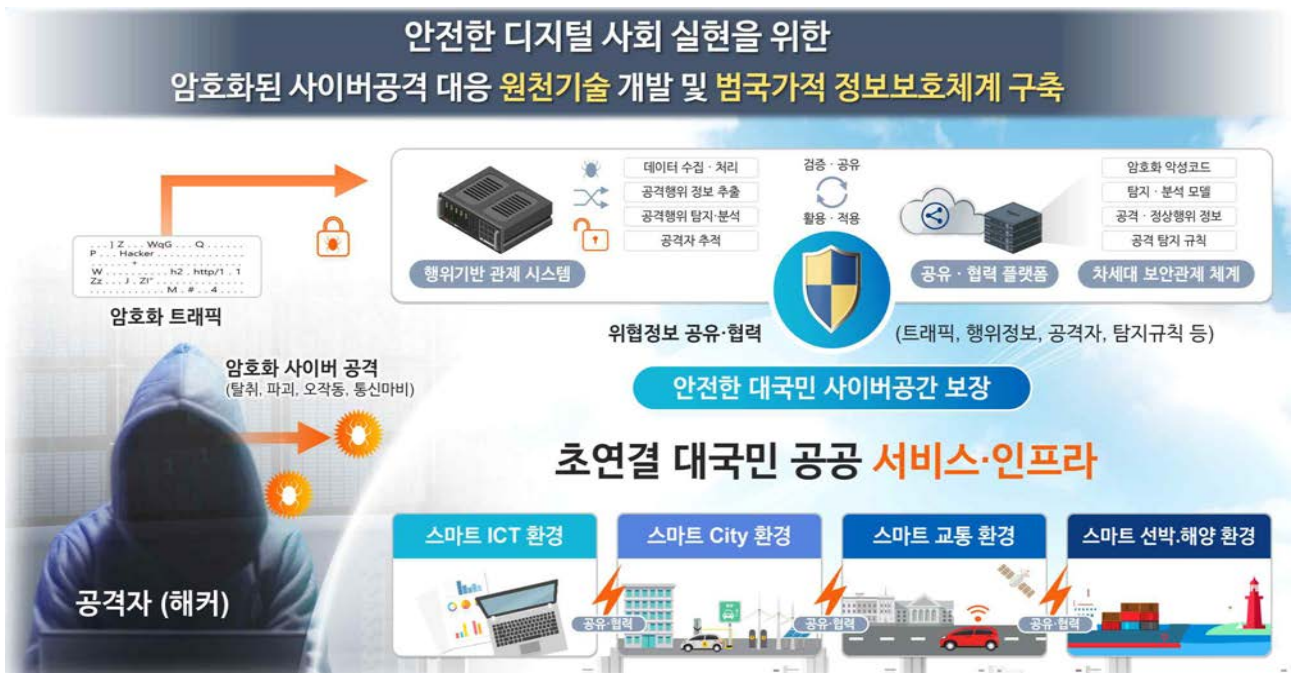 안전한 디지털 사회 실현을 위한
암호화된 사이버공격 대응 원천기술 개발 및 범국가적 정보보호체계 구축
데이터 수집 · 처리
공격행위 정보 추출
공격행위 탐지·분석
공격자 추적
행위기반 관제 시스템
검증 · 공유
활용 · 적용
공유 · 협력 플랫폼
암호화 악성코드
탐지 · 분석 모델
공격 · 정상행위 정보
공격 탐지 규칙
차세대 보안관제 체계
. . . ] Z . . . WqG . . . Q . . . . . .
P . . . Hacker . . . . . . . . . . . . .
. . . . . . + . . . . . . . . . . . . .
W . . . . . . . . . h2 . http/1 . 1
Zz . . . J . Z!" . . . . . . . . . . . .
. . . . . . . . . . . M . # . . 4 . . .
암호화 트래픽
위협정보 공유·협력
(트래픽, 행위정보, 공격자, 탐지규칙 등)
암호화 사이버 공격
(탈취, 파괴, 오작동, 통신마비)
안전한 대국민 사이버공간 보장
초연결 대국민 공공 서비스·인프라
공격자 (해커)
스마트 ICT 환경
스마트 City 환경
스마트 교통 환경
스마트 선박.해양 환경
공유·협력
공유·협력
공유·협력